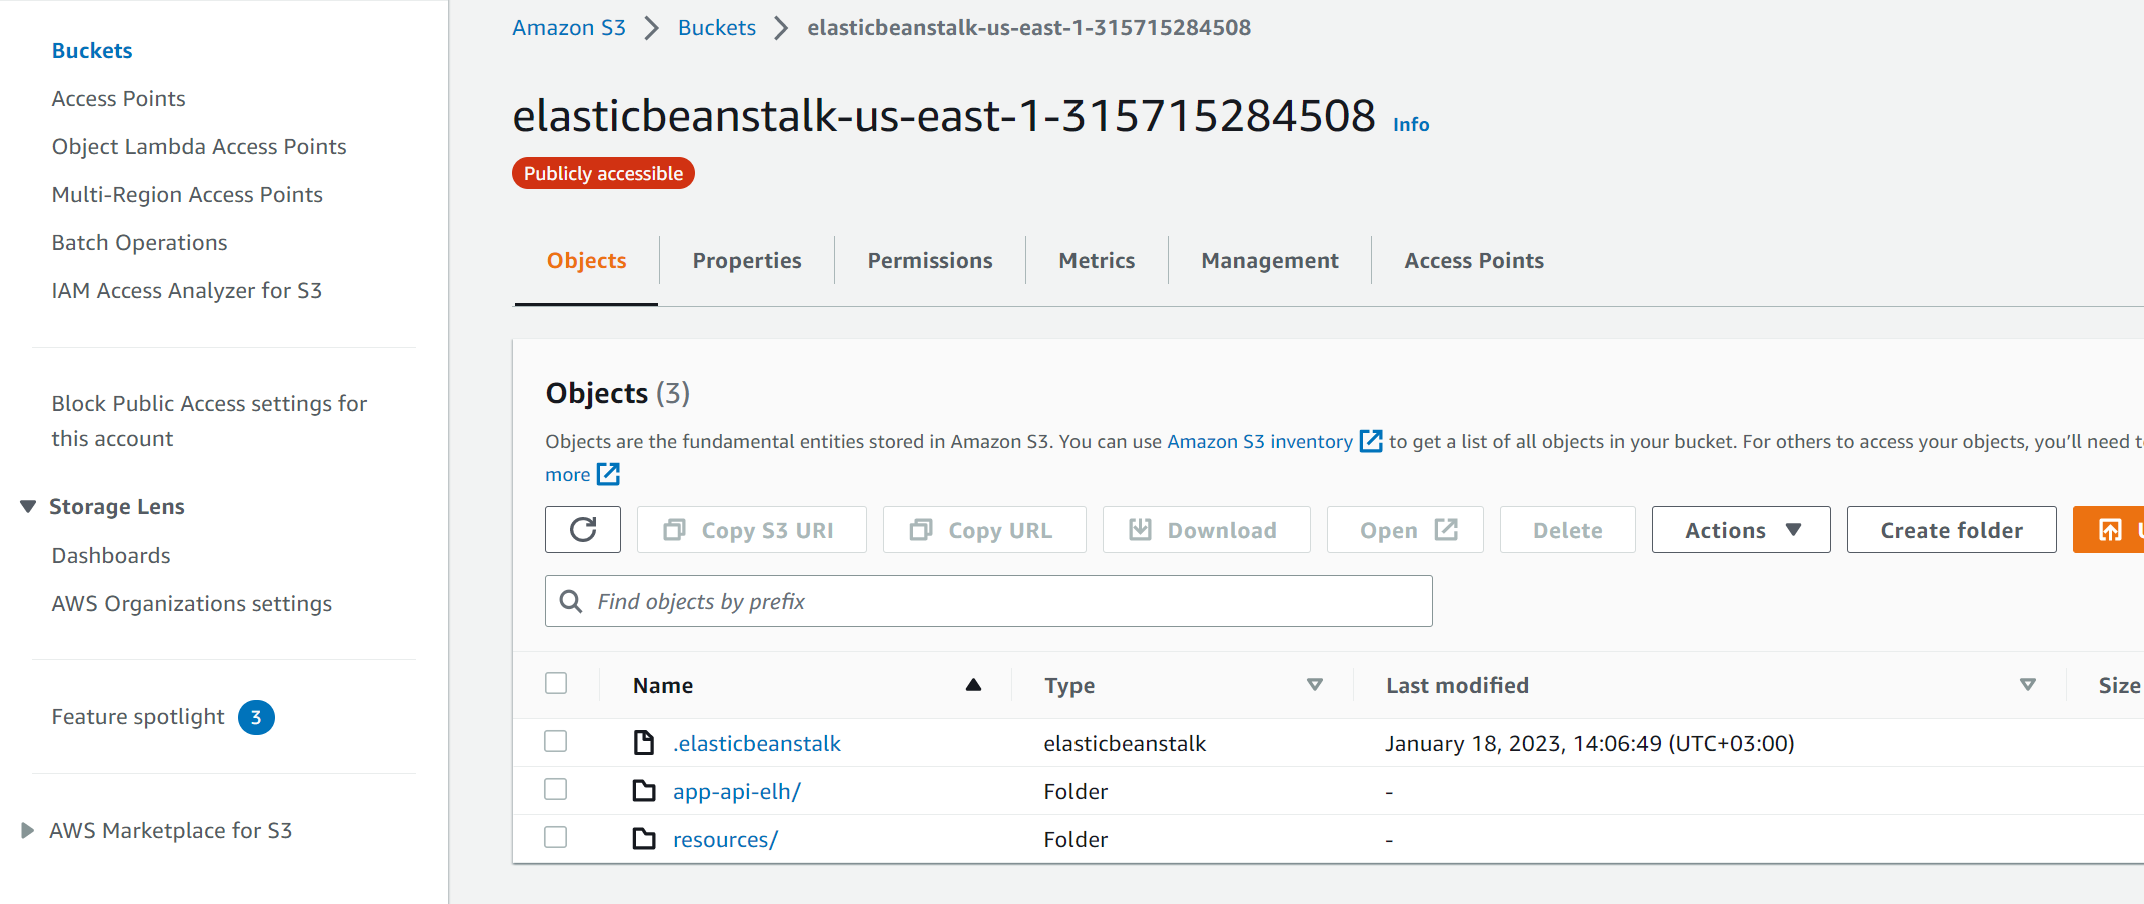 Buckets
Access Points
Object Lambda Access Points
Multi-Region Access Points
Batch Operations
IAM Access Analyzer for S3
Block Public Access settings for
this account
Storage Lens
Dashboards
AWS Organizations settings
Feature spotlight 3
AWS Marketplace for S3
Amazon S3 Buckets elasticbeanstalk-us-east-1-315715284508
elasticbeanstalk-us-east-1-315715284508 Info
Publicly accessible
Objects Properties Permissions Metrics Management Access Points
Objects (3)
Objects are the fundamental entities stored in Amazon S3. You can use Amazon S3 inventory to get a list of all objects in your bucket. For others to access your objects, you’ll need
more
Copy S3 URI Copy URL Download Open Delete Actions Create folder
Find objects by prefix
Name Type Last modified Size
.elasticbeanstalk elasticbeanstalk January 18, 2023, 14:06:49 (UTC+03:00)
app-api-elh/ Folder -
resources/ Folder -